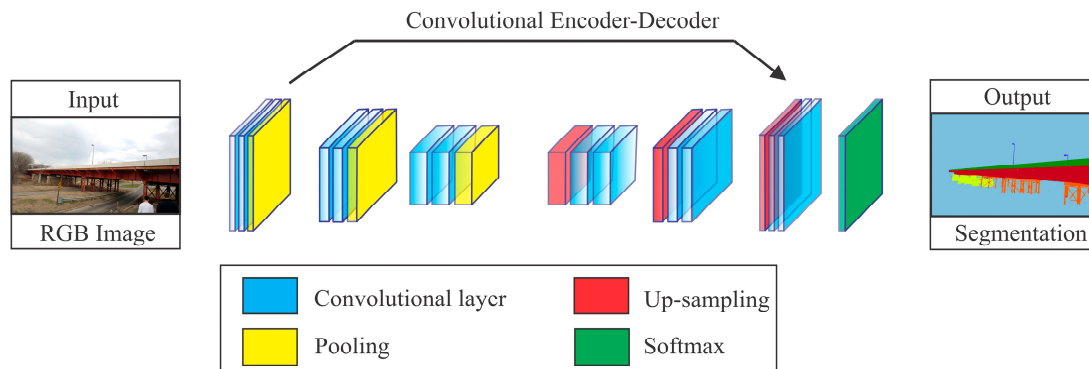 Convolutional Encoder-Decoder
Input
RGB Image
Output
Segmentation
Convolutional layer
Up-sampling
Pooling
Softmax